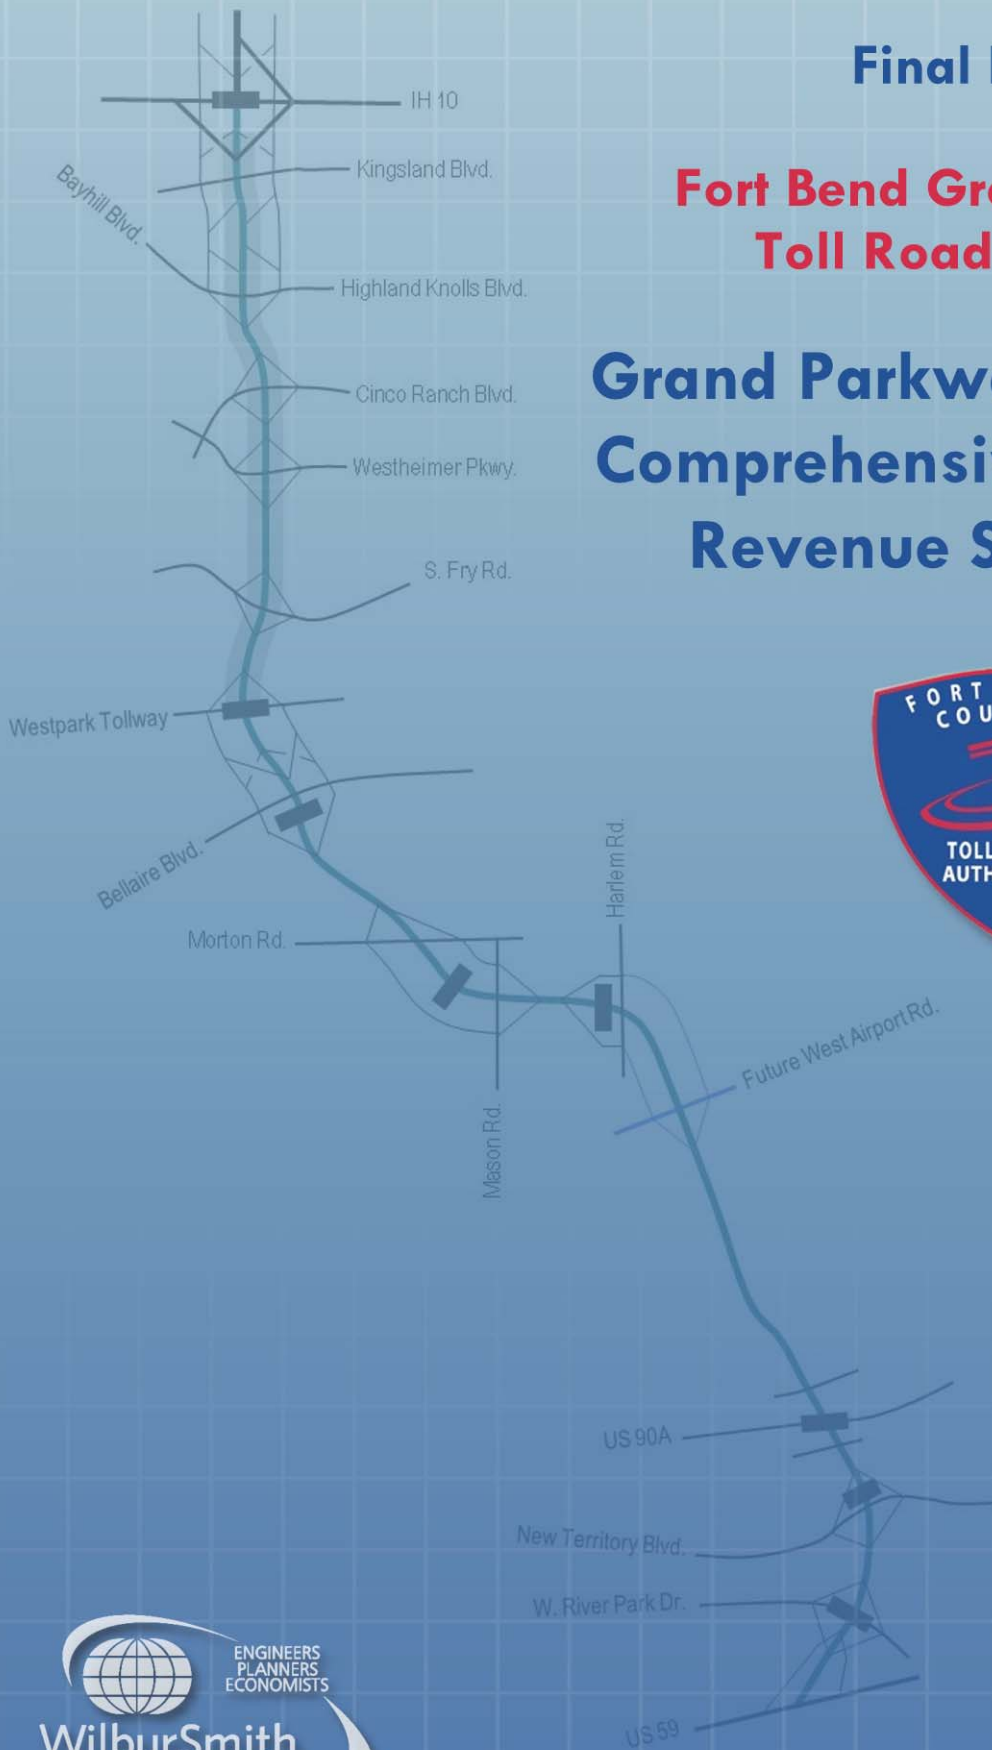 Final
Fort Bend Gr
Toll Road
Grand Parkw
Comprehensi
Revenue S
IH 10
Kingsland Blvd.
Bayhill Blvd.
Highland Knolls Blvd.
Cinco Ranch Blvd.
Westheimer Pkwy.
S. Fry Rd.
FORT
COU
TOLL
AUTH
Westpark Tollway
Bellaire Blvd.
Harlem Rd.
Morton Rd.
Future West Airport Rd.
Mason Rd.
US 90A
New Territory Blvd.
W. River Park Dr.
US 59
ENGINEERS
PLANNERS
ECONOMISTS
WilburSmith